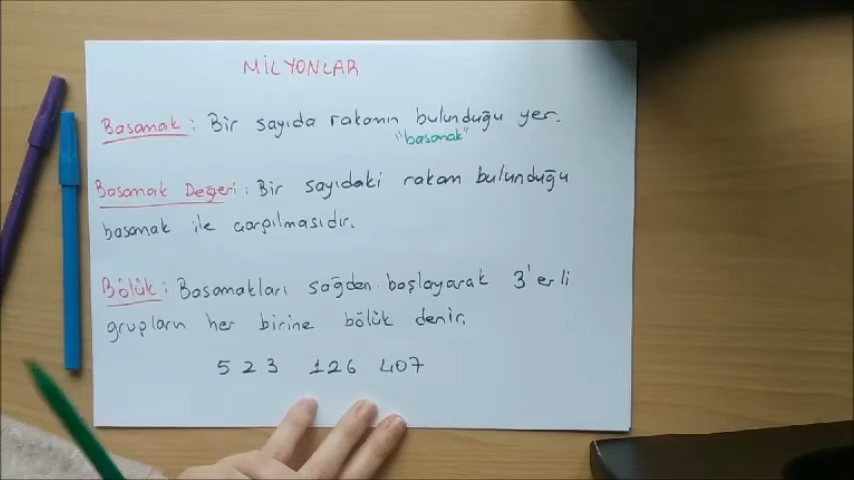 MİLYONLAR
Basamak: Bir sayıda rakamın bulunduğu yer.
"basamak"
Basamak Değeri: Bir sayıdaki rakam bulunduğu
basamak ile çarpılmasıdır.
Bölük: Basamakları sağdan başlayarak 3'erli
grupların her birine bölük denir.
523 126 407